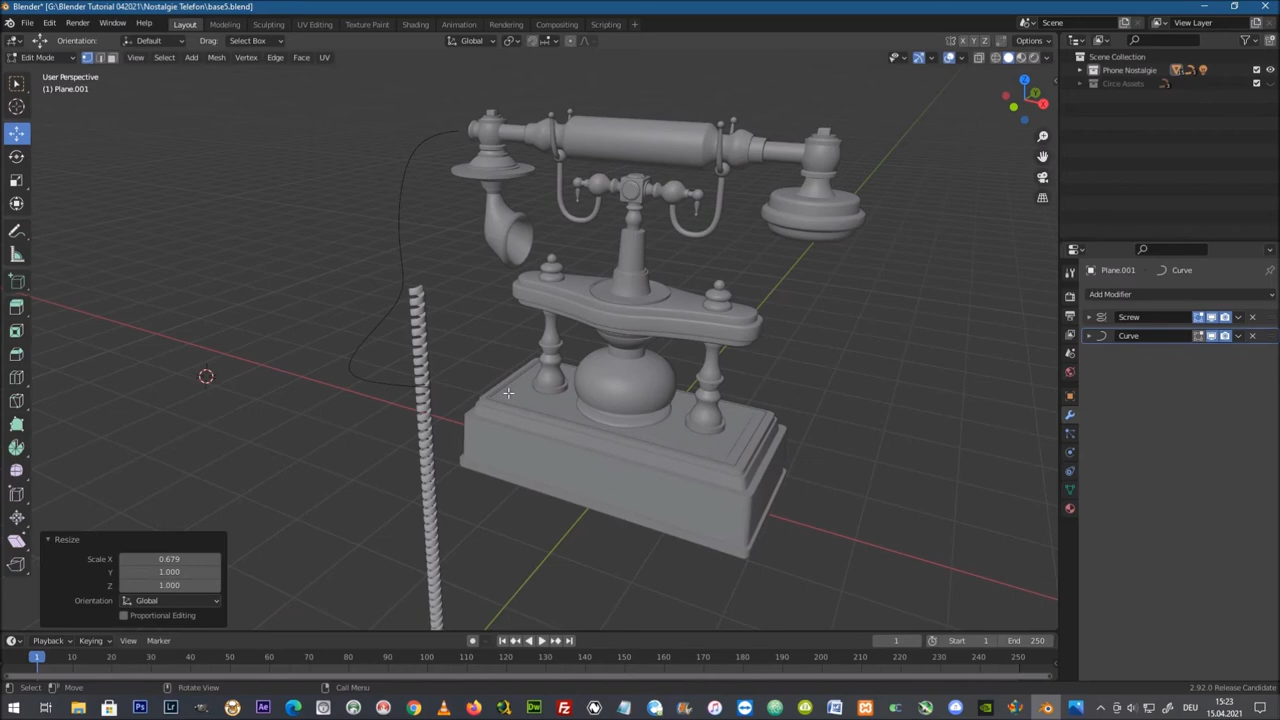 Blender* [G:\Blender Tutorial 042021\Nostalgie Telefon\base5.blend]
File Edit Render Window Help Layout Modeling Sculpting UV Editing Texture Paint Shading Animation Rendering Compositing Scripting Scene View Layer
Orientation: Default Drag: Select Box Global X Y Z Options
Edit Mode View Select Add Mesh Vertex Edge Face UV
User Perspective
(1) Plane.001
Scene Collection
Phone Nostalgie
Circe Assets
Z
Y
X
Plane.001 Curve
Add Modifier
Screw
Curve
Resize
Scale X 0.679
Y 1.000
Z 1.000
Orientation Global
Proportional Editing
Playback Keying View Marker 1 Start 1 End 250
1 10 20 30 40 50 60 70 80 90 100 110 120 130 140 150 160 170 180 190 200 210 220 230 240 250
Select Move Rotate View Call Menu 2.92.0 Release Candidate
Ps Lr Ae Dw Fz DEU
15:23
15.04.2021